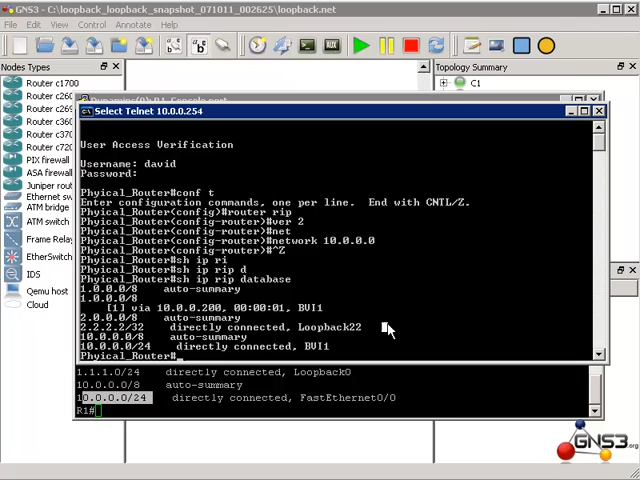 GNS3 - C:\loopback_loopback_snapshot_071011_002625\loopback.net
File Edit View Control Annotate Help
Nodes Types
Topology Summary
Router c1700
Router c26
Router c269
Router c36
Router c370
PIX firewall
ASA firewal
Juniper rout
Ethernet sw
ATM bridge
ATM switch
Frame Relay
EtherSwitch
IDS
Qemu host
Cloud
C1
Select Telnet 10.0.0.254
User Access Verification
Username: david
Password:
Phyical_Router#conf t
Enter configuration commands, one per line.  End with CNTL/Z.
Phyical_Router(config)#router rip
Phyical_Router(config-router)#ver 2
Phyical_Router(config-router)#net
Phyical_Router(config-router)#network 10.0.0.0
Phyical_Router(config-router)#^Z
Phyical_Router#sh ip ri
Phyical_Router#sh ip rip d
Phyical_Router#sh ip rip database
1.0.0.0/8    auto-summary
1.0.0.0/8
[1] via 10.0.0.200, 00:00:01, BVI1
2.0.0.0/8    auto-summary
2.2.2.2/32    directly connected, Loopback22
10.0.0.0/8    auto-summary
10.0.0.0/24    directly connected, BVI1
Phyical_Router#_
1.1.1.0/24    directly connected, Loopback0
10.0.0.0/8    auto-summary
10.0.0.0/24    directly connected, FastEthernet0/0
R1#
GNS3